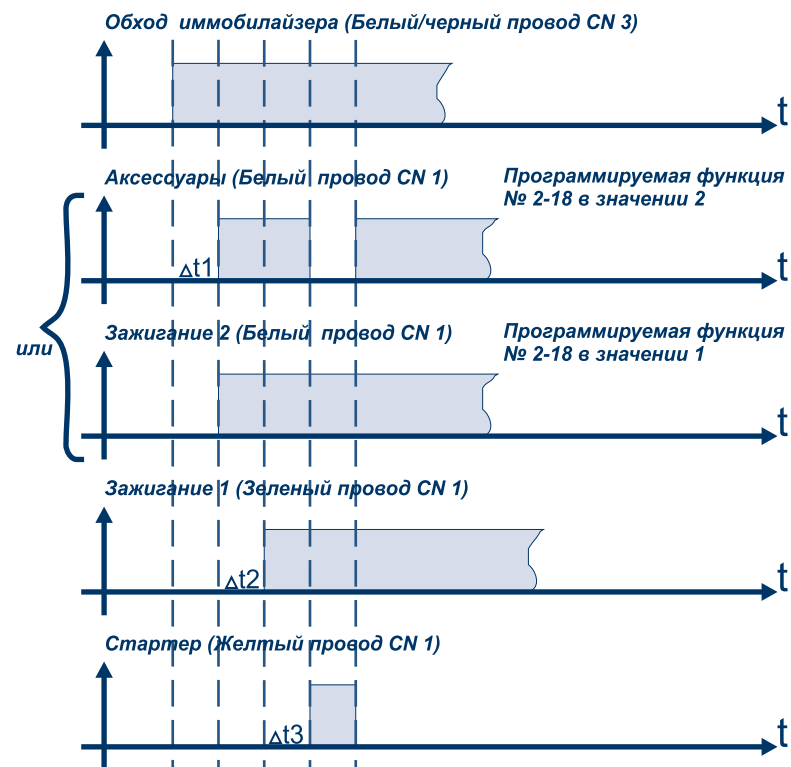 Обход иммобилайзера (Белый/черный провод CN 3)
t
Аксессуары (Белый провод CN 1)
Программируемая функция
№ 2-18 в значении 2
Δt1
t
или
Зажигание 2 (Белый провод CN 1)
Программируемая функция
№ 2-18 в значении 1
t
Зажигание 1 (Зеленый провод CN 1)
Δt2
t
Стартер (Желтый провод CN 1)
Δt3
t